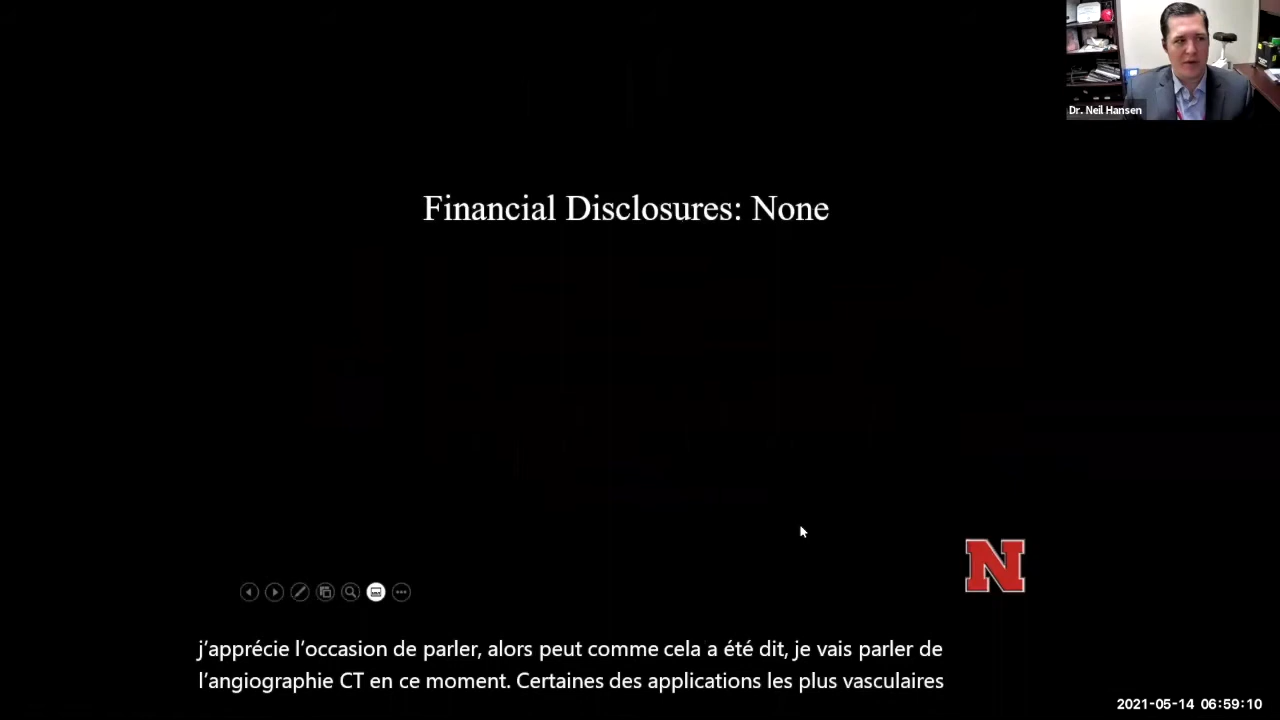 Dr. Neil Hansen
Financial Disclosures: None
N
j'apprécie l'occasion de parler, alors peut comme cela a été dit, je vais parler de
l'angiographie CT en ce moment. Certaines des applications les plus vasculaires
2021-05-14 06:59:10